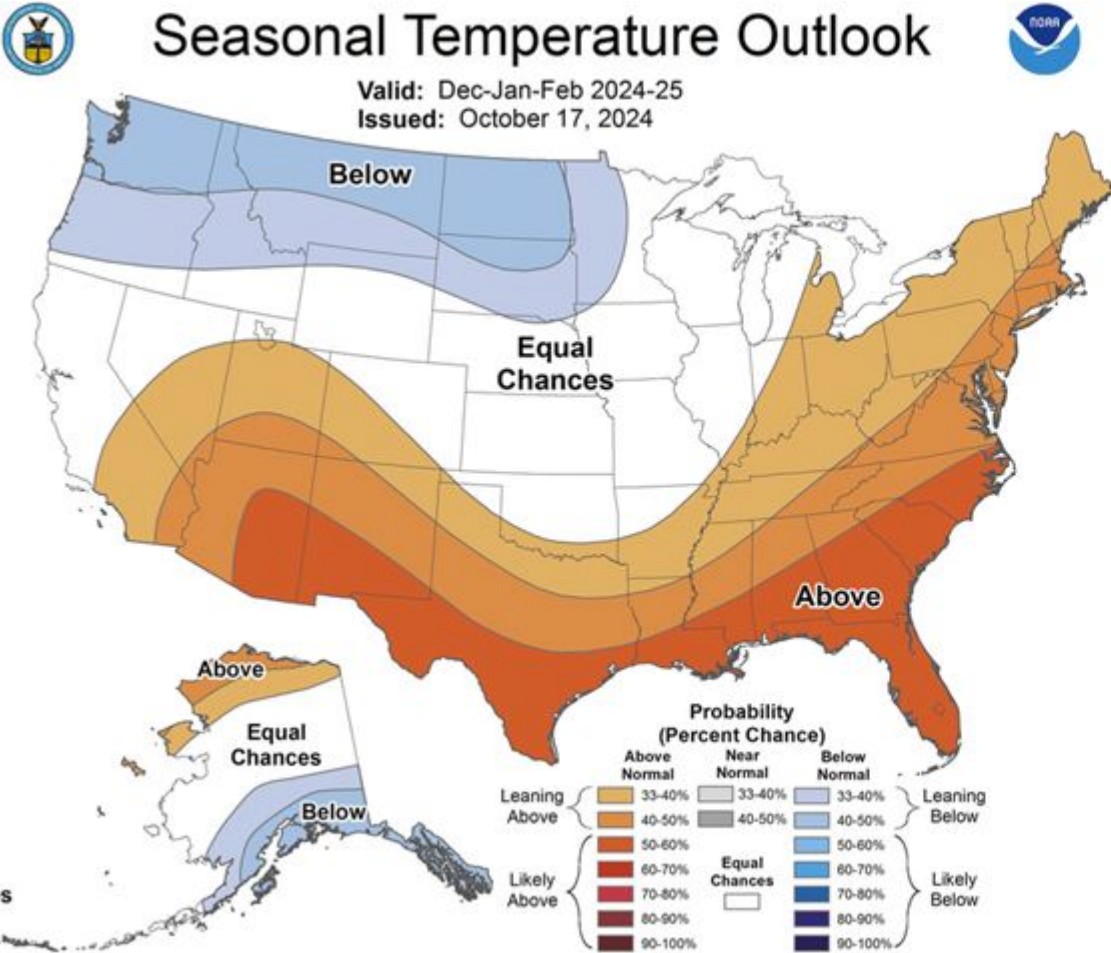 Seasonal Temperature Outlook
NOAA
Valid: Dec-Jan-Feb 2024-25
Issued: October 17, 2024
Below
Equal
Chances
Above
Above
Equal
Chances
Below
s
Probability
(Percent Chance)
Above
Normal
Near
Normal
Below
Normal
Leaning
Above
33-40%
33-40%
33-40%
Leaning
Below
40-50%
40-50%
40-50%
50-60%
50-60%
Likely
Above
60-70%
Equal
Chances
60-70%
Likely
Below
70-80%
70-80%
80-90%
80-90%
90-100%
90-100%